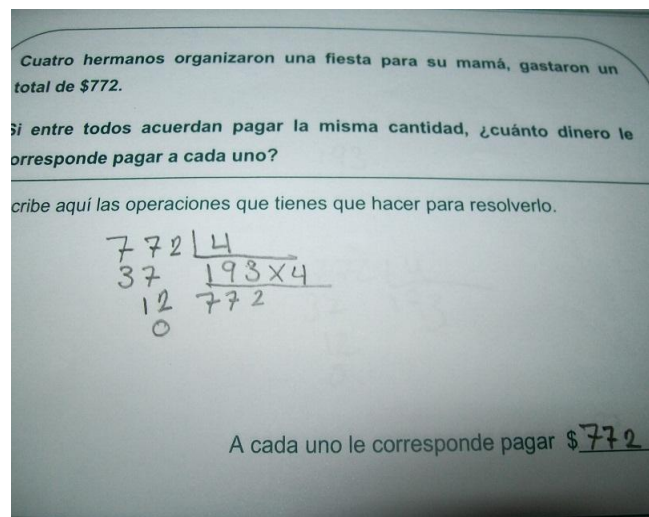 Cuatro hermanos organizaron una fiesta para su mamá, gastaron un
total de $772.
Si entre todos acuerdan pagar la misma cantidad, ¿cuánto dinero le
orresponde pagar a cada uno?
cribe aquí las operaciones que tienes que hacer para resolverlo.
772 4
37 193 x 4
12 772
0
A cada uno le corresponde pagar $772